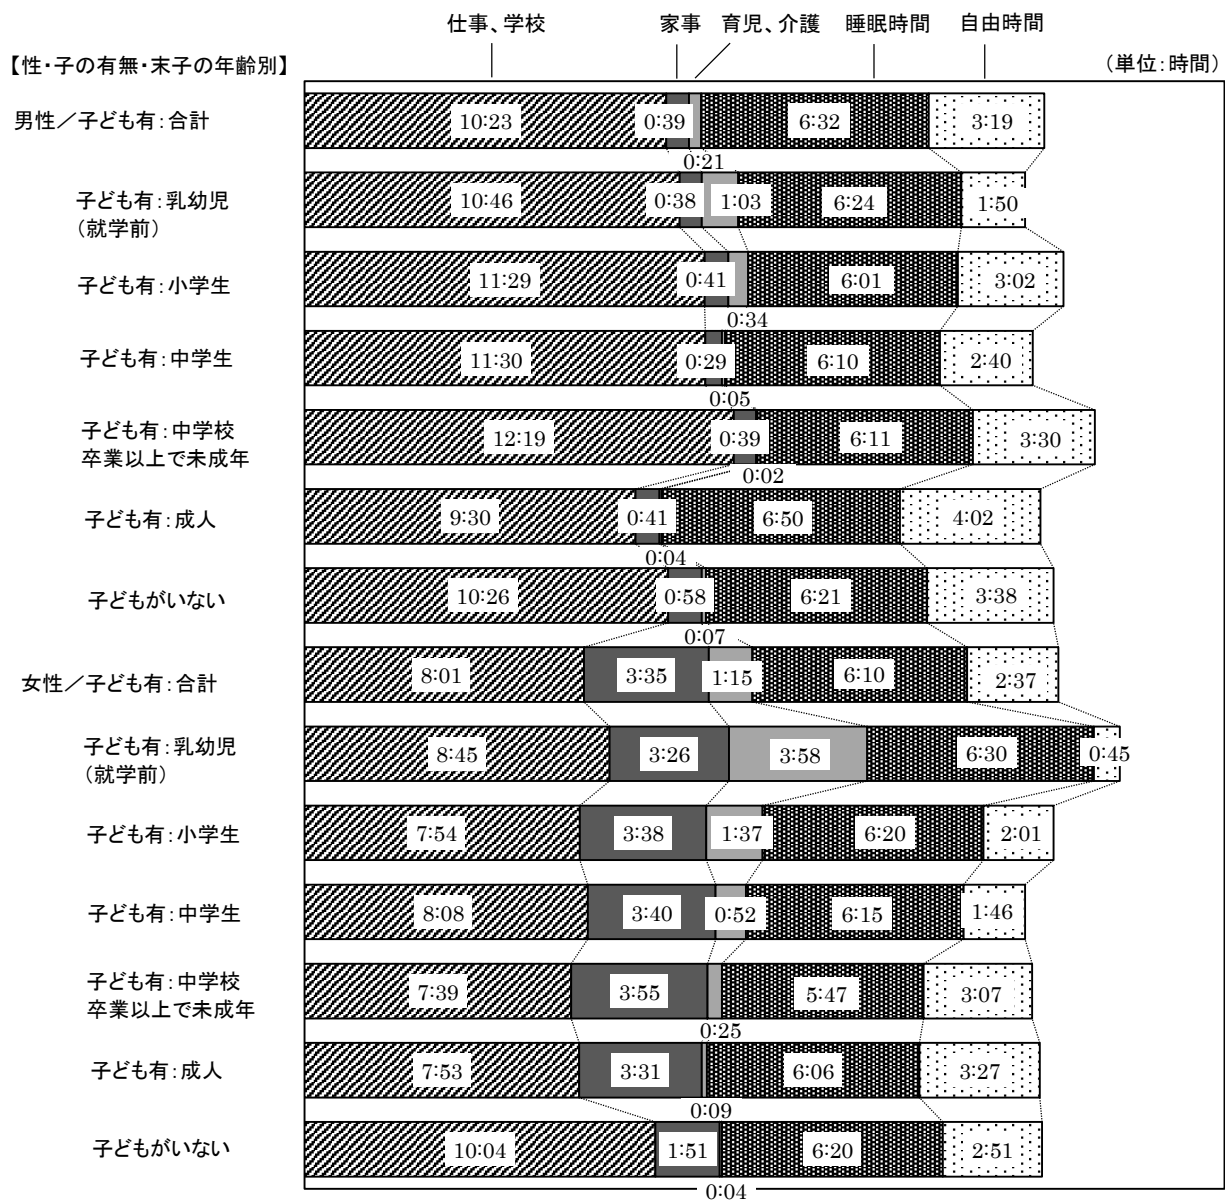 仕事、学校 家事 育児、介護 睡眠時間 自由時間
【性・子の有無・末子の年齢別】 (単位:時間)
男性／子ども有:合計 10:23 0:39 6:32 3:19
0:21
子ども有:乳幼児
(就学前)
10:46 0:38 1:03 6:24 1:50
子ども有:小学生 11:29 0:41 6:01 3:02
0:34
子ども有:中学生 11:30 0:29 6:10 2:40
0:05
子ども有:中学校
卒業以上で未成年
12:19 0:39 6:11 3:30
0:02
子ども有:成人 9:30 0:41 6:50 4:02
0:04
子どもがいない 10:26 0:58 6:21 3:38
0:07
女性／子ども有:合計 8:01 3:35 1:15 6:10 2:37
子ども有:乳幼児
(就学前)
8:45 3:26 3:58 6:30 0:45
子ども有:小学生 7:54 3:38 1:37 6:20 2:01
子ども有:中学生 8:08 3:40 0:52 6:15 1:46
子ども有:中学校
卒業以上で未成年
7:39 3:55 5:47 3:07
0:25
子ども有:成人 7:53 3:31 6:06 3:27
0:09
子どもがいない 10:04 1:51 6:20 2:51
0:04